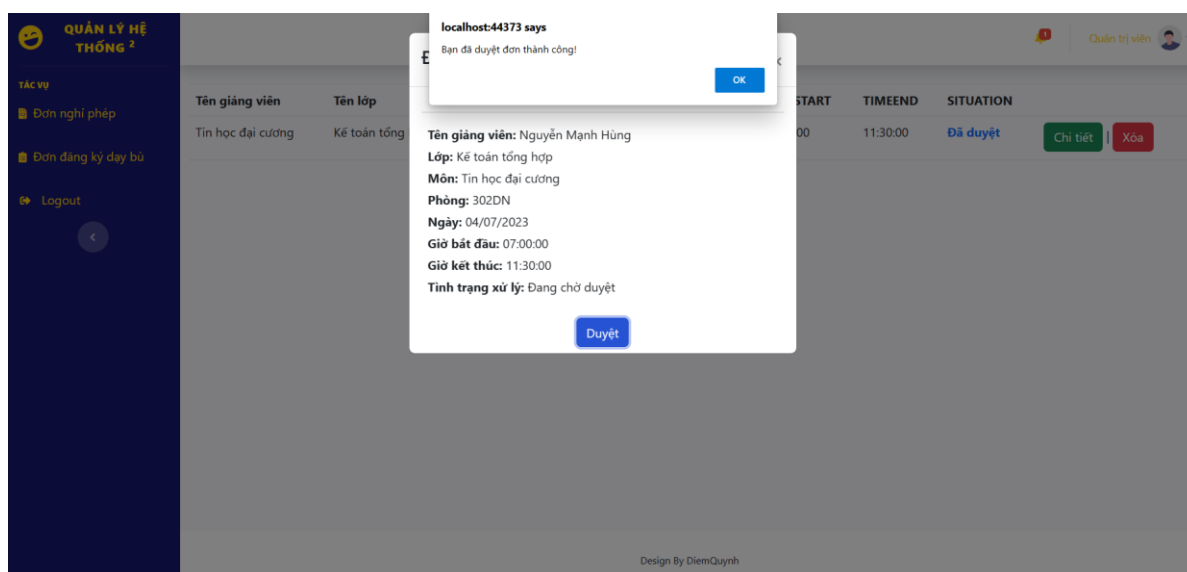 QUẢN LÝ HỆ
THỐNG ²
TÁC VỤ
Đơn nghỉ phép
Đơn đăng ký dạy bù
Logout
localhost:44373 says
Bạn đã duyệt đơn thành công!
OK
1
Quản trị viên
Tên giảng viên Tên lớp START TIMEEND SITUATION
Tin học đại cương Kế toán tổng 00 11:30:00 Đã duyệt Chi tiết | Xóa
Tên giảng viên: Nguyễn Mạnh Hùng
Lớp: Kế toán tổng hợp
Môn: Tin học đại cương
Phòng: 302DN
Ngày: 04/07/2023
Giờ bắt đầu: 07:00:00
Giờ kết thúc: 11:30:00
Tình trạng xử lý: Đang chờ duyệt
Duyệt
Design By DiemQuynh